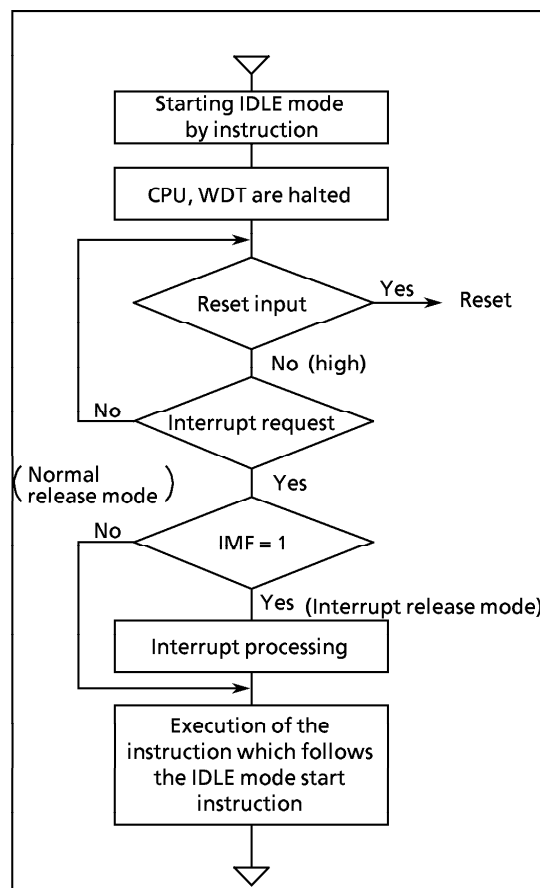 Starting IDLE mode
by instruction
CPU, WDT are halted
Reset input
Yes
Reset
No (high)
No
Interrupt request
(Normal
release mode)
Yes
No
IMF = 1
Yes (Interrupt release mode)
Interrupt processing
Execution of the
instruction which follows
the IDLE mode start
instruction